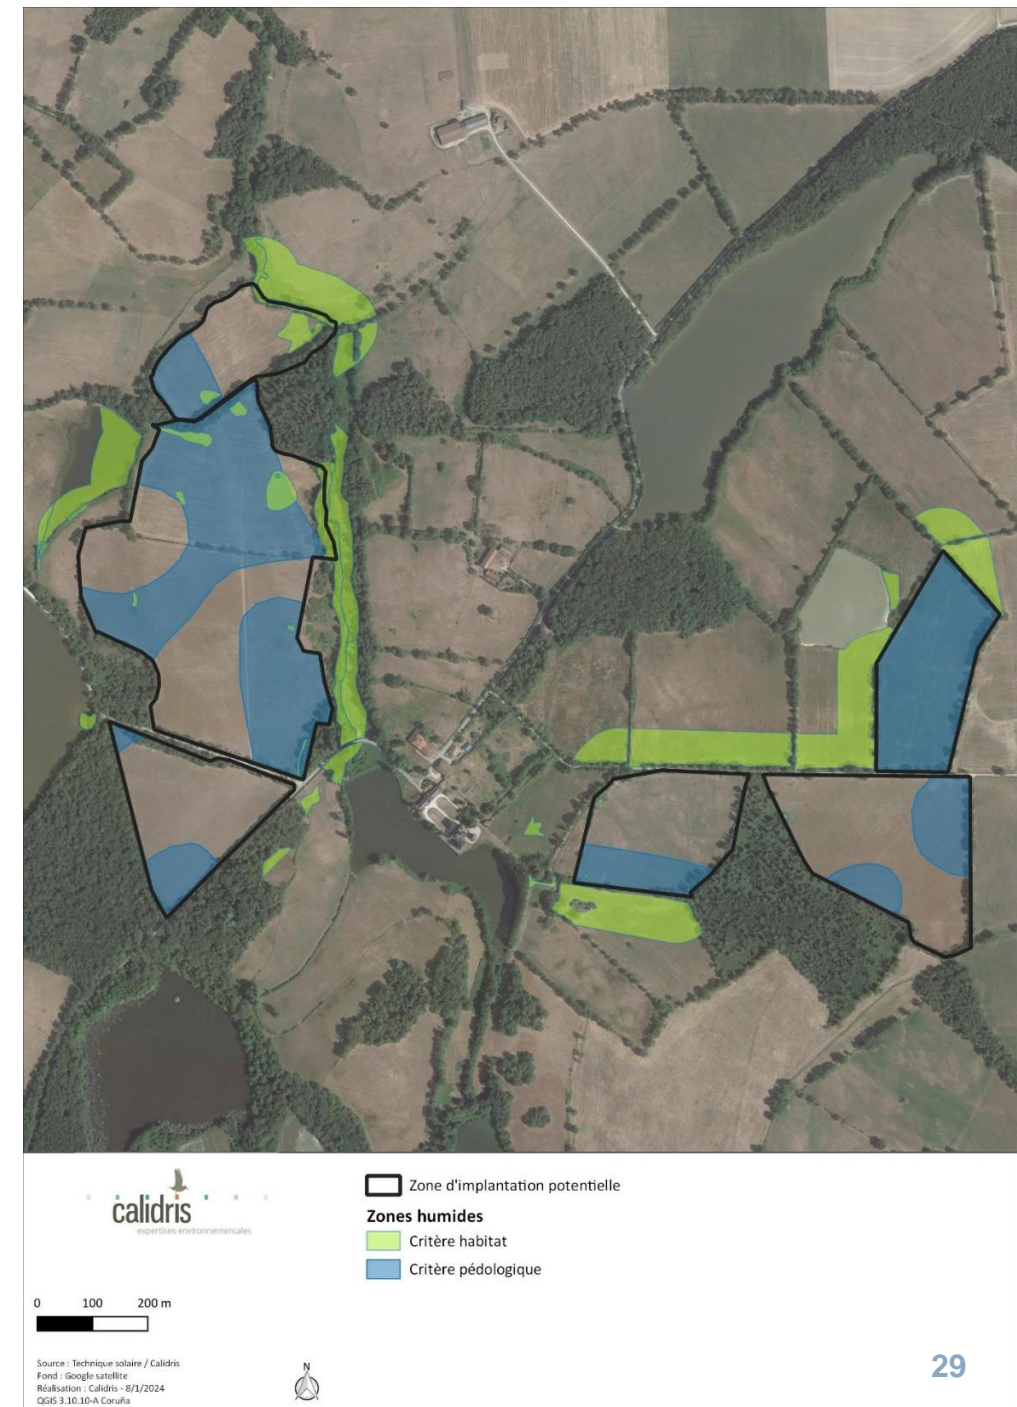 calidris
expertises environnementales
Zone d'implantation potentielle
Zones humides
Critère habitat
Critère pédologique
0 100 200 m
Source : Technique solaire / Calidris
Fond : Google satellite
Réalisation : Calidris - 8/1/2024
QGIS 3.10.10-A Coruña
N
29